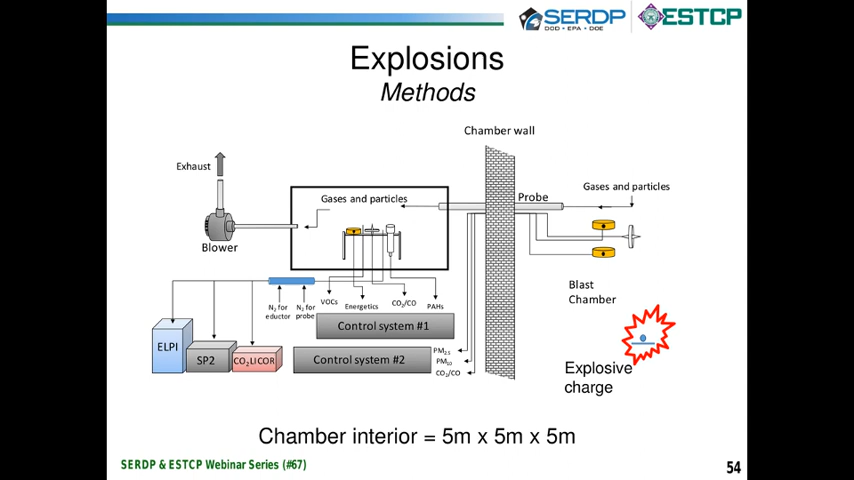 SERDP
DOD • EPA • DOE
ESTCP
Explosions
Methods
Chamber wall
Exhaust
Gases and particles
Gases and particles
Probe
Blower
Blast
Chamber
N2 for
eductor
N2 for
probe
VOCs
Energetics
CO2/CO
PAHs
Control system #1
ELPI
SP2
CO2LICOR
Control system #2
PM2.5
PM10
CO2/CO
Explosive
charge
Chamber interior = 5m x 5m x 5m
SERDP & ESTCP Webinar Series (#67)
54